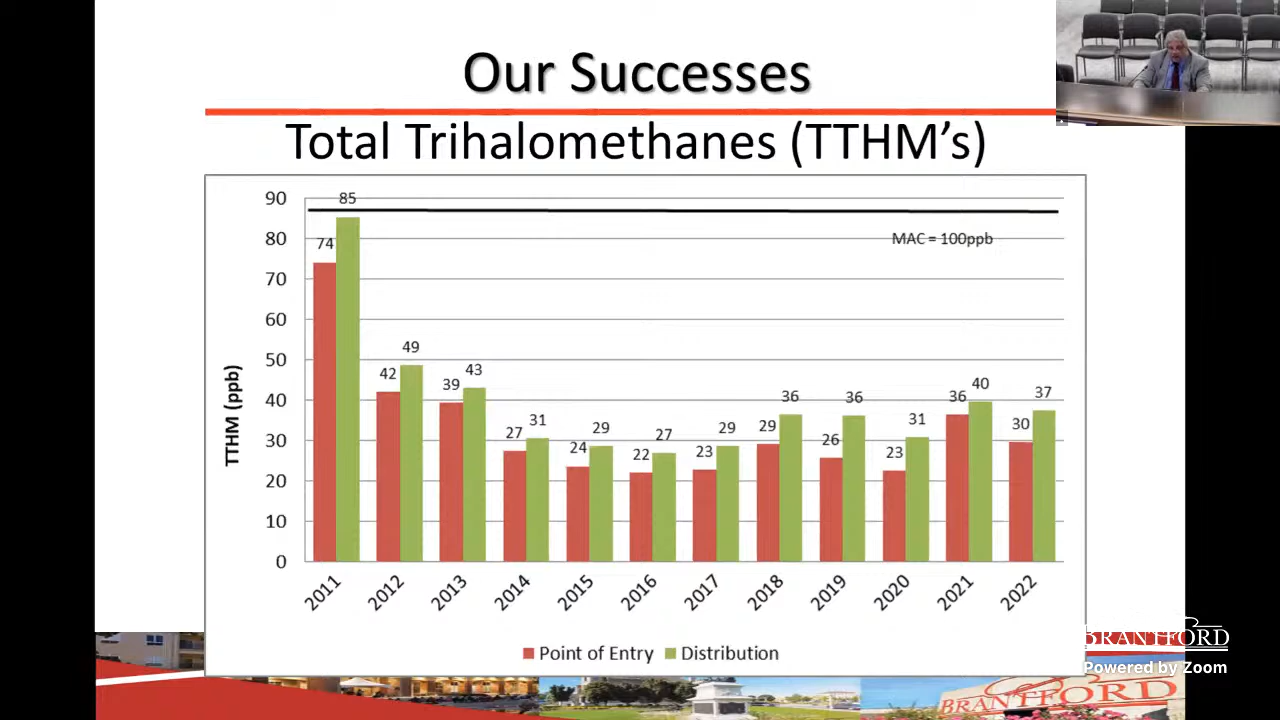 Our Successes
Total Trihalomethanes (TTHM's)
TTHM (ppb)
90
80
70
60
50
40
30
20
10
0
MAC = 100ppb
74 85
42 49
39 43
27 31
24 29
22 27
23 29
29 36
26 36
23 31
36 40
30 37
2011 2012 2013 2014 2015 2016 2017 2018 2019 2020 2021 2022
Point of Entry Distribution
BRANTFORD
Powered by Zoom
BRANTFORD